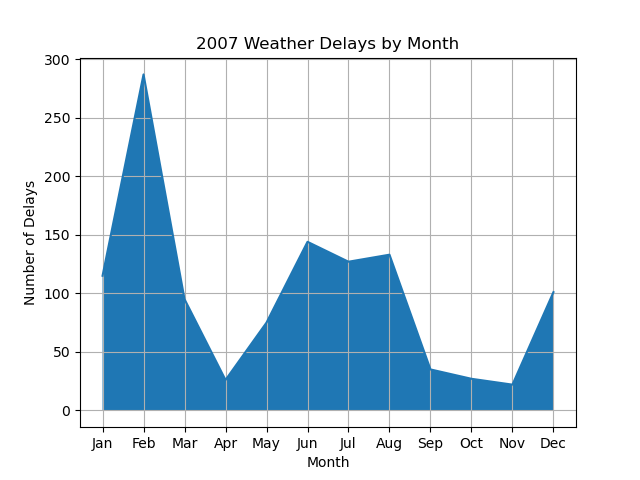 2007 Weather Delays by Month
300
250
200
150
100
50
0
Number of Delays
Jan Feb Mar Apr May Jun Jul Aug Sep Oct Nov Dec
Month